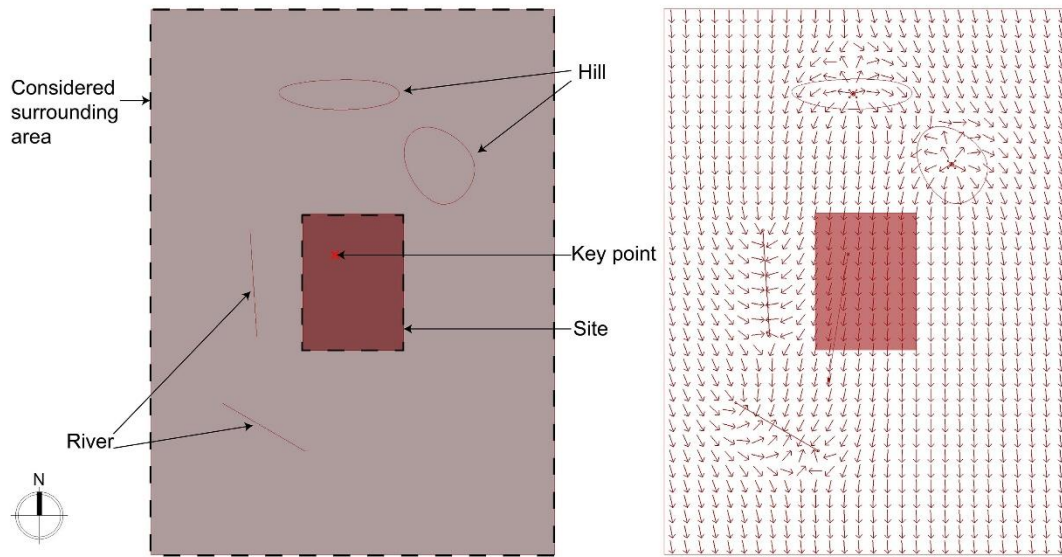 Considered
surrounding
area
Hill
Key point
Site
River
N